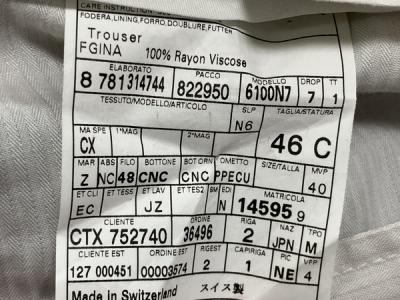 CARE INSTRUCTION
FODERA,LINING,FORRO,DOUBLURE,FUTTER
Trouser
FGINA 100% Rayon Viscose
ELABORATO PACCO MODELLO DROP TT
8 781314744 822950 6100N7 7 1
TESSUTO/MODELLO/ARTICOLO SLP TAGLIA/STATURA
N6 46 C
MA SPE 1°MAG 2°MAG
CX SIZE/TALLA MVP
MAR ABS FILO BOTTONE BOT ORN OMETTO
Z NC 48 CNC CNC PPECU 40
ET CLI ET TESS ET LAV ET TES2 BM EDI MATRICOLA
EC JZ N 14595 9
CLIENTE ORDINE RIGA NAZ TPO
CTX 752740 36496 2 JPN M
CLIENTE EST ORDINE EST RIGEST CAPIRIGA PIC VPP
127 000451 00003574 2 1 NE 4
Made in Switzerland スイス製